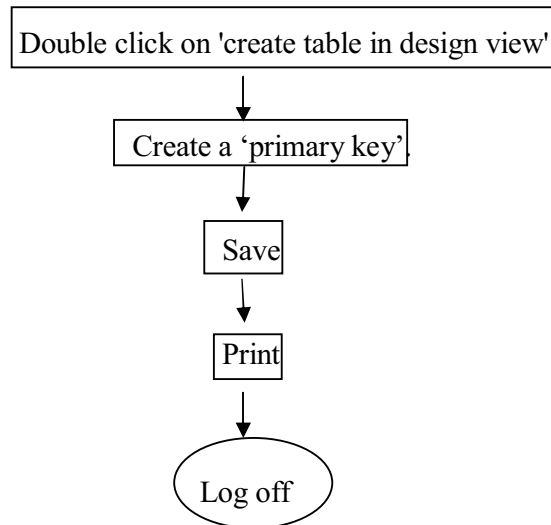 Double click on 'create table in design view'
Create a ‘primary key’.
Save
Print
Log off